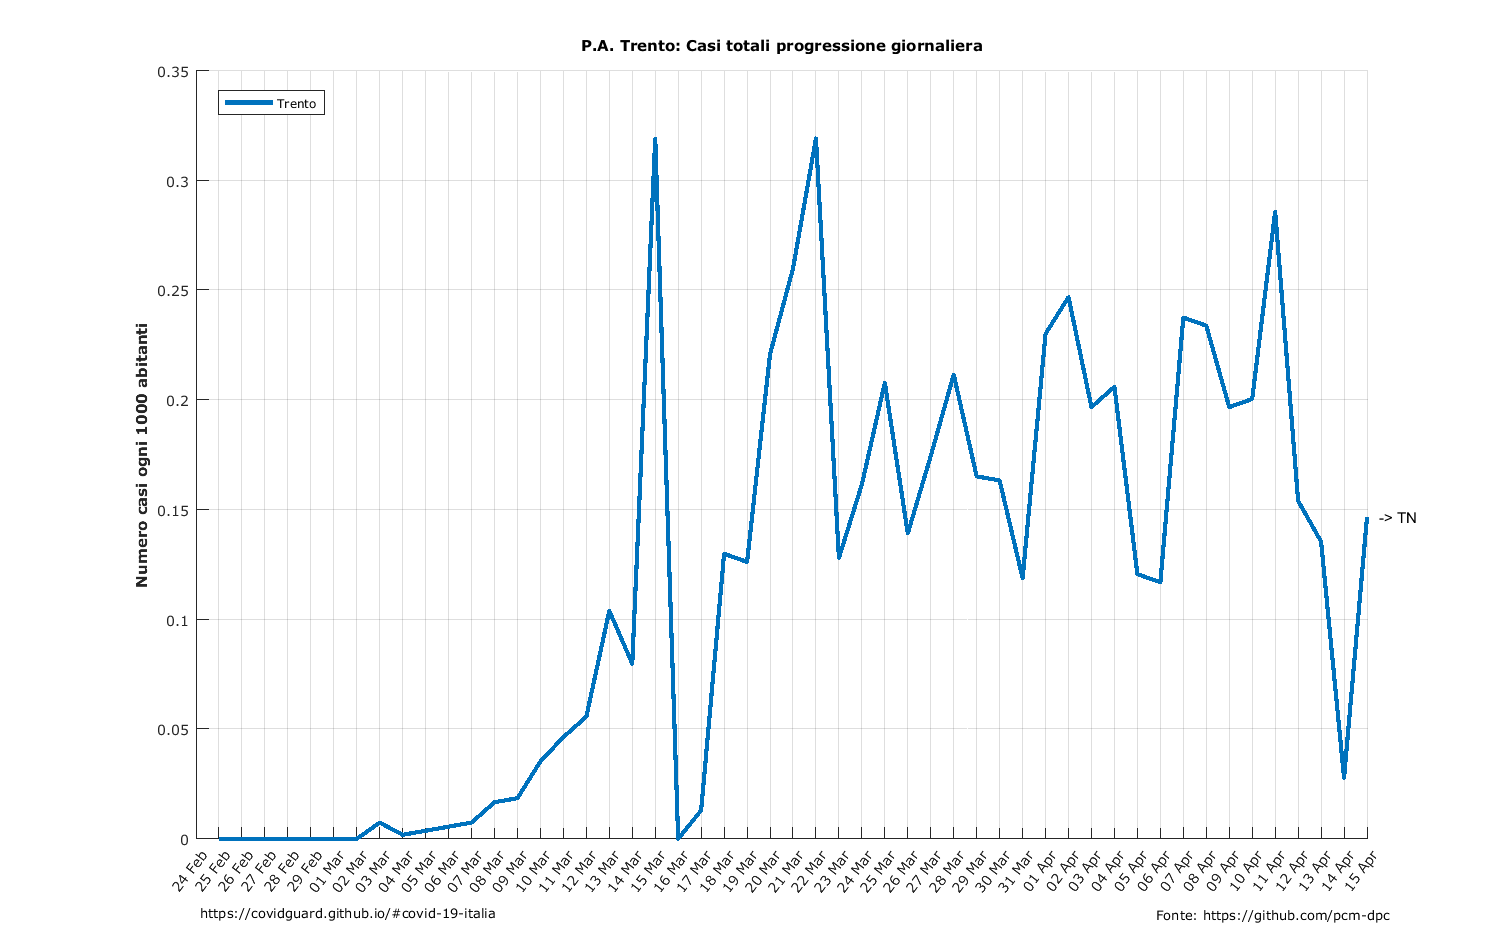 P.A. Trento: Casi totali progressione giornaliera
Trento
Numero casi ogni 1000 abitanti
0.35
0.3
0.25
0.2
0.15
0.1
0.05
0
-> TN
24 Feb
25 Feb
26 Feb
27 Feb
28 Feb
29 Feb
01 Mar
02 Mar
03 Mar
04 Mar
05 Mar
06 Mar
07 Mar
08 Mar
09 Mar
10 Mar
11 Mar
12 Mar
13 Mar
14 Mar
15 Mar
16 Mar
17 Mar
18 Mar
19 Mar
20 Mar
21 Mar
22 Mar
23 Mar
24 Mar
25 Mar
26 Mar
27 Mar
28 Mar
29 Mar
30 Mar
31 Mar
01 Apr
02 Apr
03 Apr
04 Apr
05 Apr
06 Apr
07 Apr
08 Apr
09 Apr
10 Apr
11 Apr
12 Apr
13 Apr
14 Apr
15 Apr
https://covidguard.github.io/#covid-19-italia
Fonte: https://github.com/pcm-dpc